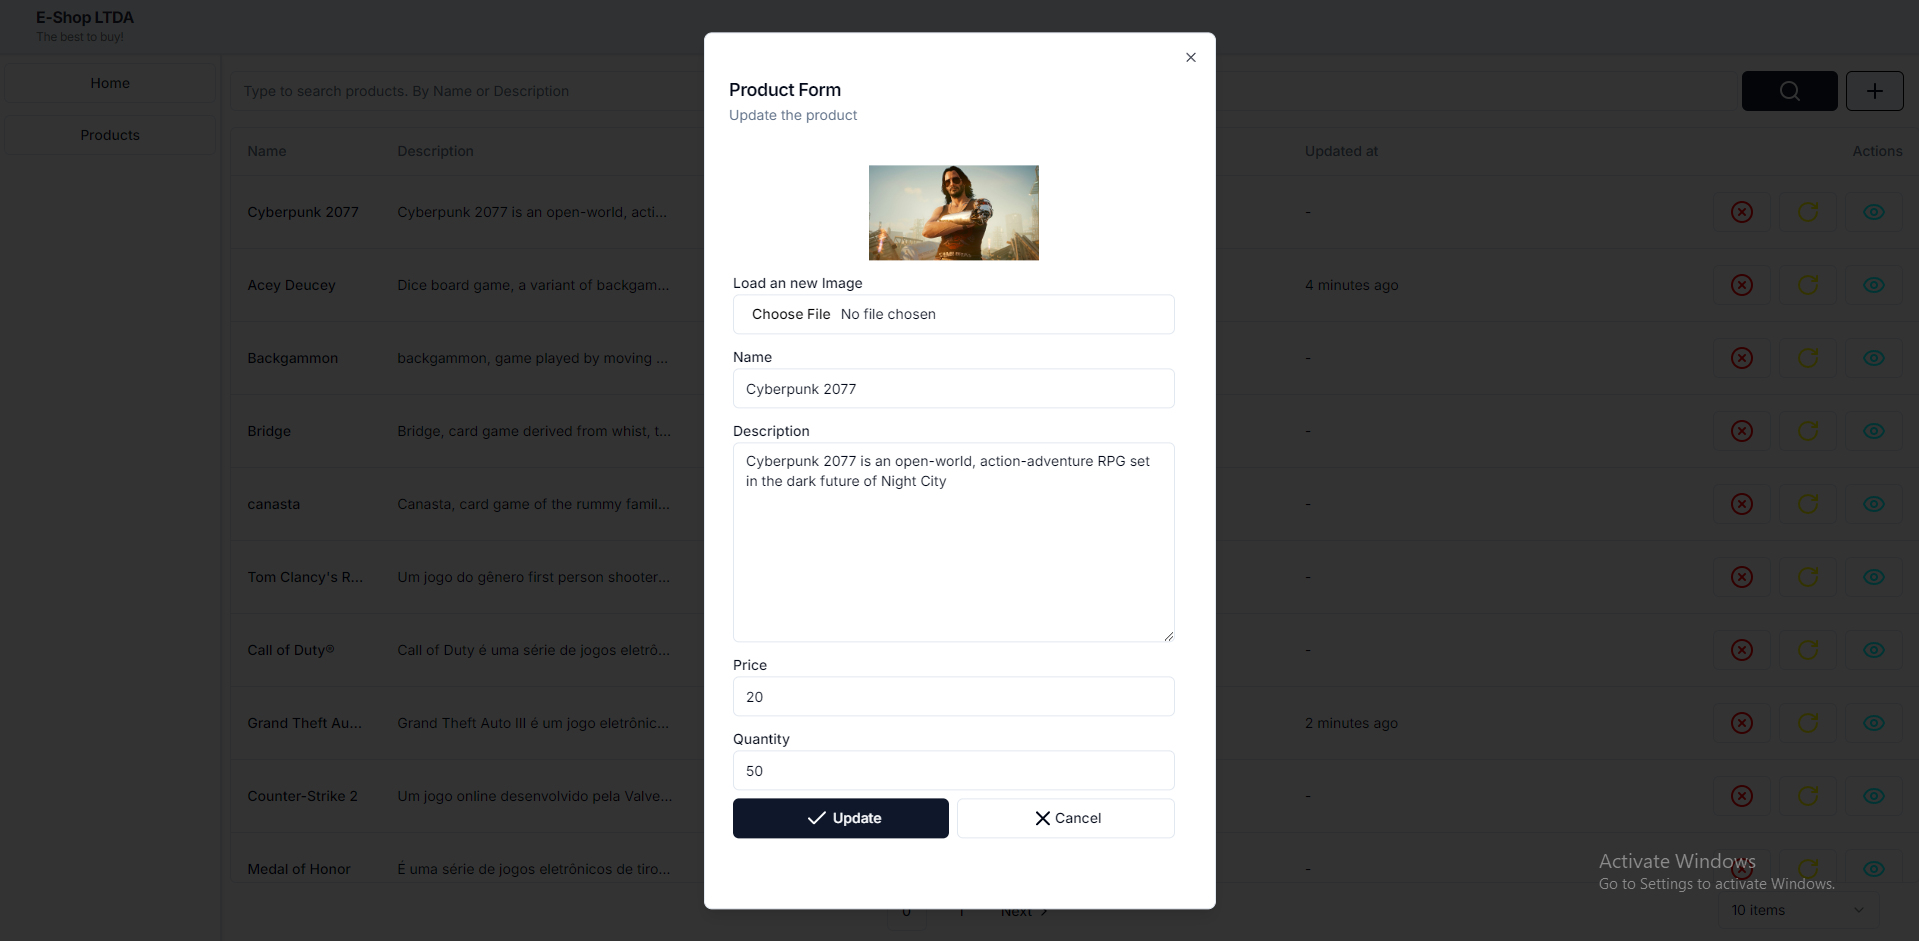 E-Shop LTDA
The best to buy!
Home
Products
Type to search products. By Name or Description
Name Description Updated at Actions
Cyberpunk 2077 Cyberpunk 2077 is an open-world, acti... -
Acey Deucey Dice board game, a variant of backgam... 4 minutes ago
Backgammon backgammon, game played by moving ... -
Bridge Bridge, card game derived from whist, t... -
canasta Canasta, card game of the rummy famil... -
Tom Clancy's R... Um jogo do gênero first person shooter... -
Call of Duty® Call of Duty é uma série de jogos eletrô... -
Grand Theft Au... Grand Theft Auto III é um jogo eletrônic... 2 minutes ago
Counter-Strike 2 Um jogo online desenvolvido pela Valve... -
Medal of Honor É uma série de jogos eletrônicos de tiro... -
0 1 Next
10 items
Product Form
Update the product
Load an new Image
Choose File No file chosen
Name
Cyberpunk 2077
Description
Cyberpunk 2077 is an open-world, action-adventure RPG set
in the dark future of Night City
Price
20
Quantity
50
Update Cancel
Activate Windows
Go to Settings to activate Windows.